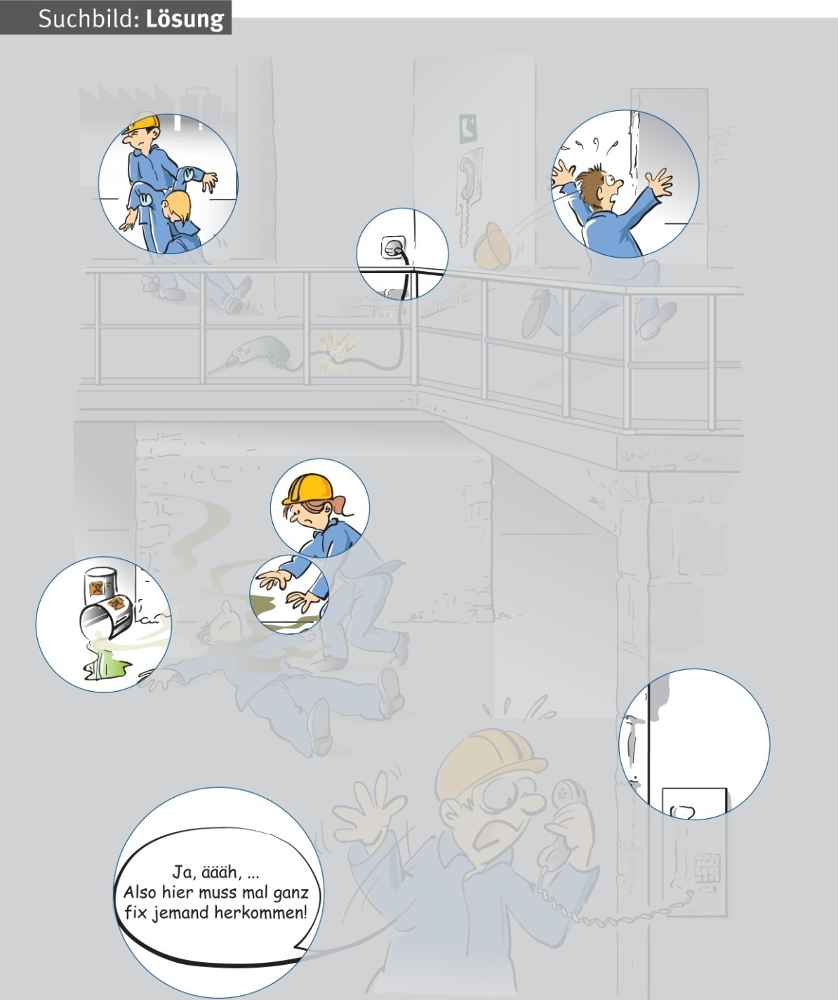 Suchbild: Lösung
Ja, äääh, ...
Also hier muss mal ganz
fix jemand herkommen!